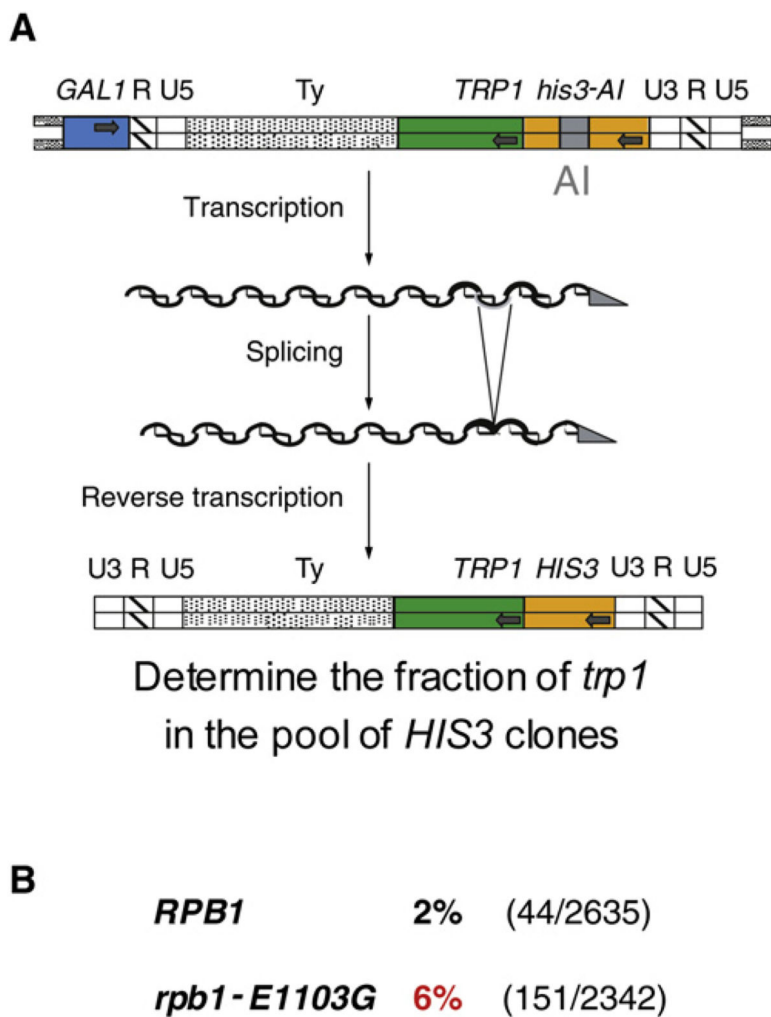 A
GAL1 R U5 Ty TRP1 his3-AI U3 R U5
AI
Transcription
Splicing
Reverse transcription
U3 R U5 Ty TRP1 HIS3 U3 R U5
Determine the fraction of trp1
in the pool of HIS3 clones
B
RPB1 2% (44/2635)
rpb1-E1103G 6% (151/2342)